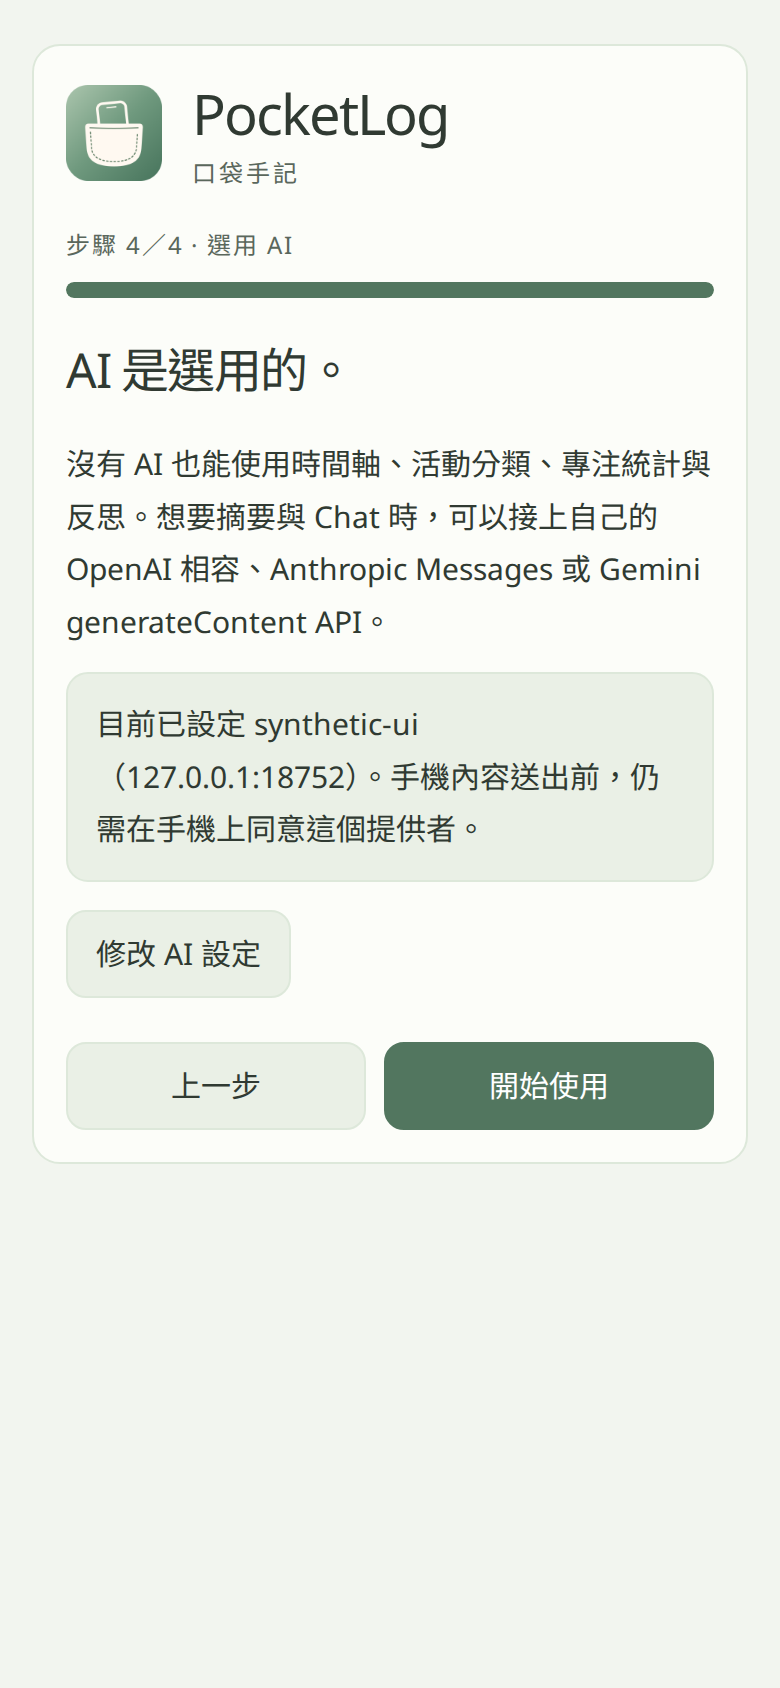 PocketLog
口袋手記
步驟 4／4 · 選用 AI
AI 是選用的。
沒有 AI 也能使用時間軸、活動分類、專注統計與
反思。想要摘要與 Chat 時，可以接上自己的
OpenAI 相容、Anthropic Messages 或 Gemini
generateContent API。
目前已設定 synthetic-ui
（127.0.0.1:18752）。手機內容送出前，仍
需在手機上同意這個提供者。
修改 AI 設定
上一步
開始使用